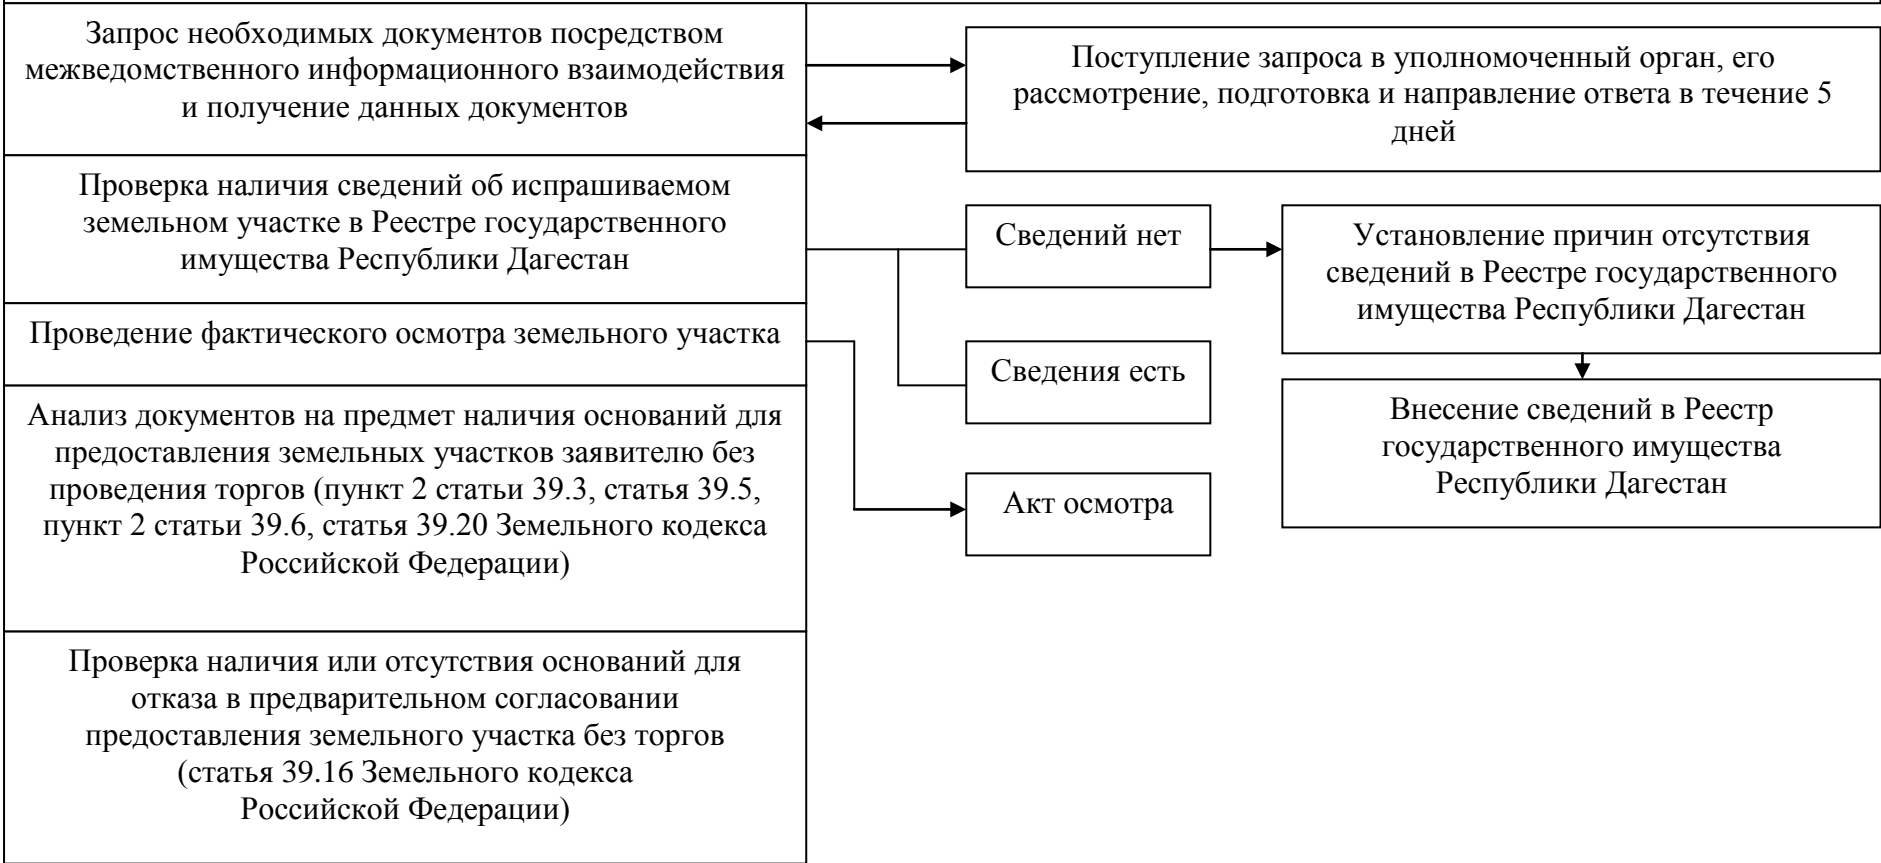 Запрос необходимых документов посредством
межведомственного информационного взаимодействия
и получение данных документов
Поступление запроса в уполномоченный орган, его
рассмотрение, подготовка и направление ответа в течение 5
дней
Проверка наличия сведений об испрашиваемом
земельном участке в Реестре государственного
имущества Республики Дагестан
Сведений нет
Установление причин отсутствия
сведений в Реестре государственного
имущества Республики Дагестан
Проведение фактического осмотра земельного участка
Сведения есть
Внесение сведений в Реестр
государственного имущества
Республики Дагестан
Анализ документов на предмет наличия оснований для
предоставления земельных участков заявителю без
проведения торгов (пункт 2 статьи 39.3, статья 39.5,
пункт 2 статьи 39.6, статья 39.20 Земельного кодекса
Российской Федерации)
Акт осмотра
Проверка наличия или отсутствия оснований для
отказа в предварительном согласовании
предоставления земельного участка без торгов
(статья 39.16 Земельного кодекса
Российской Федерации)